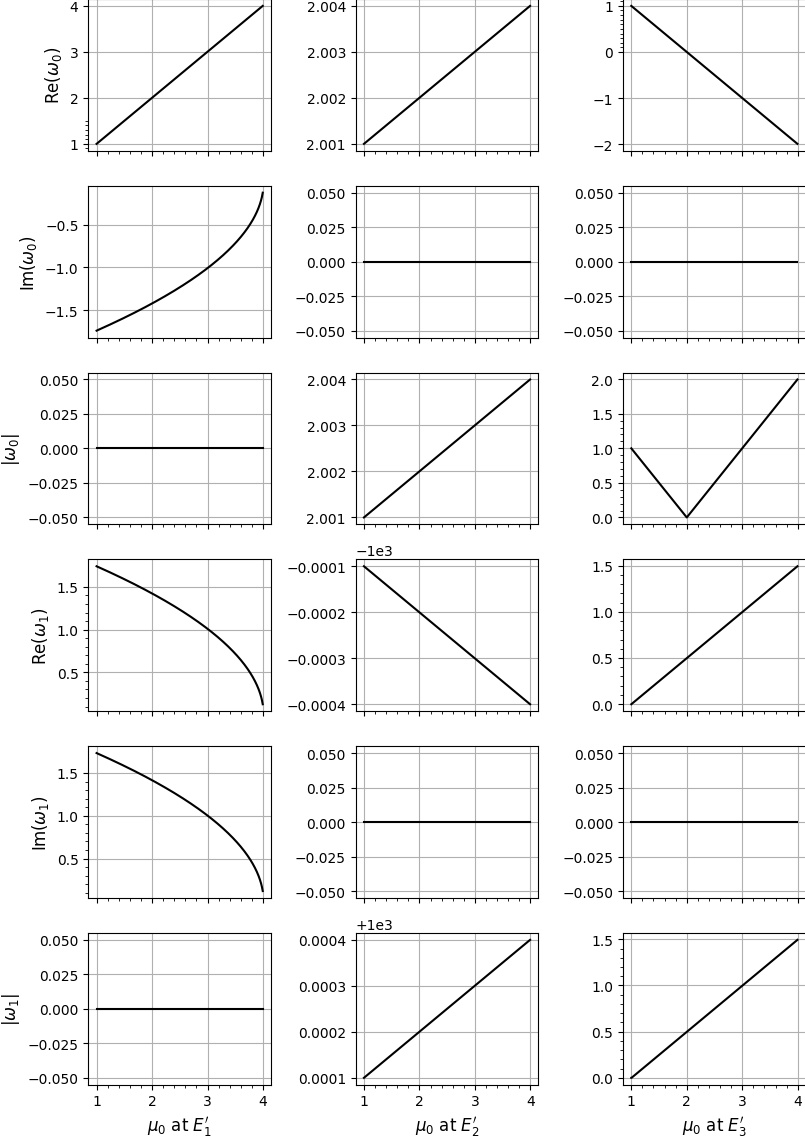 4 3 2 1 Re(ω₀) 2.004 2.003 2.002 2.001 1 0 −1 −2
−0.5 −1.0 −1.5 Im(ω₀) 0.050 0.025 0.000 −0.025 −0.050 0.050 0.025 0.000 −0.025 −0.050
0.050 0.025 0.000 −0.025 −0.050 |ω₀| 2.004 2.003 2.002 2.001 2.0 1.5 1.0 0.5 0.0
−1e3
1.5 1.0 0.5 Re(ω₁) −0.0001 −0.0002 −0.0003 −0.0004 1.5 1.0 0.5 0.0
1.5 1.0 0.5 Im(ω₁) 0.050 0.025 0.000 −0.025 −0.050 0.050 0.025 0.000 −0.025 −0.050
+1e3
0.050 0.025 0.000 −0.025 −0.050 |ω₁| 0.0004 0.0003 0.0002 0.0001 1.5 1.0 0.5 0.0
1 2 3 4 1 2 3 4 1 2 3 4
μ₀ at E′₁ μ₀ at E′₂ μ₀ at E′₃